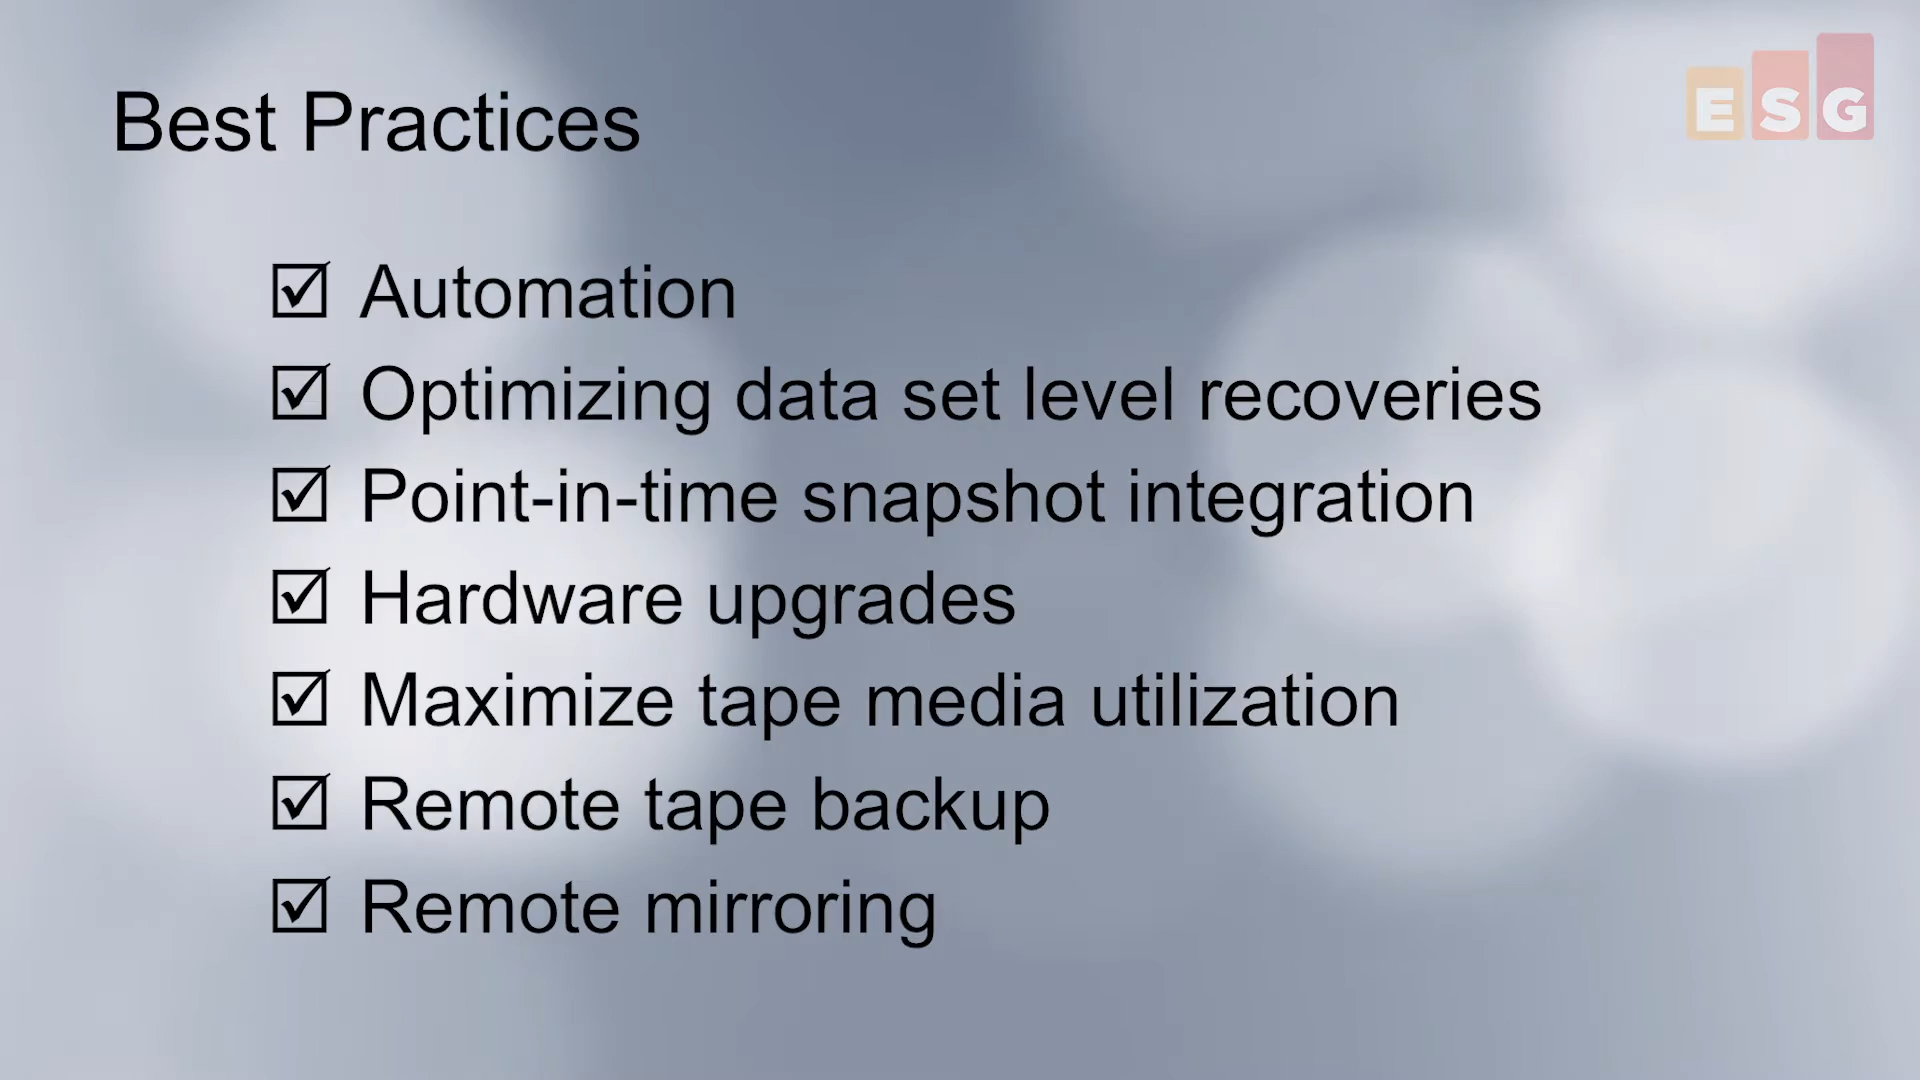 Best Practices
ESG
☑ Automation
☑ Optimizing data set level recoveries
☑ Point-in-time snapshot integration
☑ Hardware upgrades
☑ Maximize tape media utilization
☑ Remote tape backup
☑ Remote mirroring